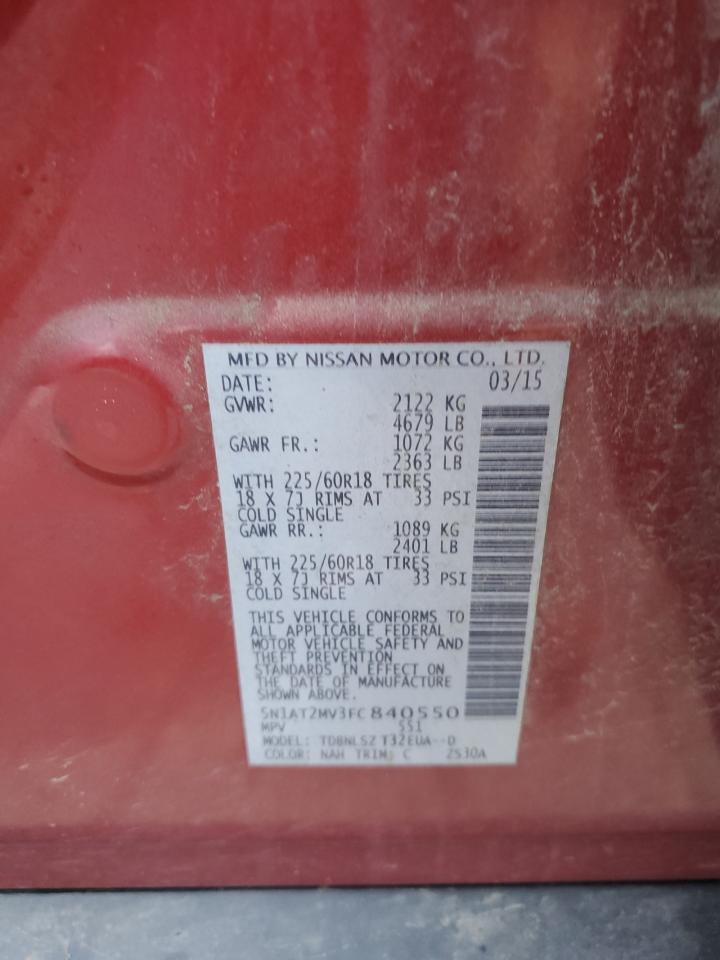 MFD BY NISSAN MOTOR CO., LTD.
DATE: 03/15
GVWR: 2122 KG
4679 LB
GAWR FR.: 1072 KG
2363 LB
WITH 225/60R18 TIRES
18 X 7J RIMS AT 33 PSI
COLD SINGLE
GAWR RR.: 1089 KG
2401 LB
WITH 225/60R18 TIRES
18 X 7J RIMS AT 33 PSI
COLD SINGLE
THIS VEHICLE CONFORMS TO
ALL APPLICABLE FEDERAL
MOTOR VEHICLE SAFETY AND
THEFT PREVENTION
STANDARDS IN EFFECT ON
THE DATE OF MANUFACTURE
SHOWN ABOVE.
5N1AT2MV3FC840550
MPV 551
MODEL: TDBNLSZ T32EUA--D
COLOR: NAH TRIM: C 2S30A